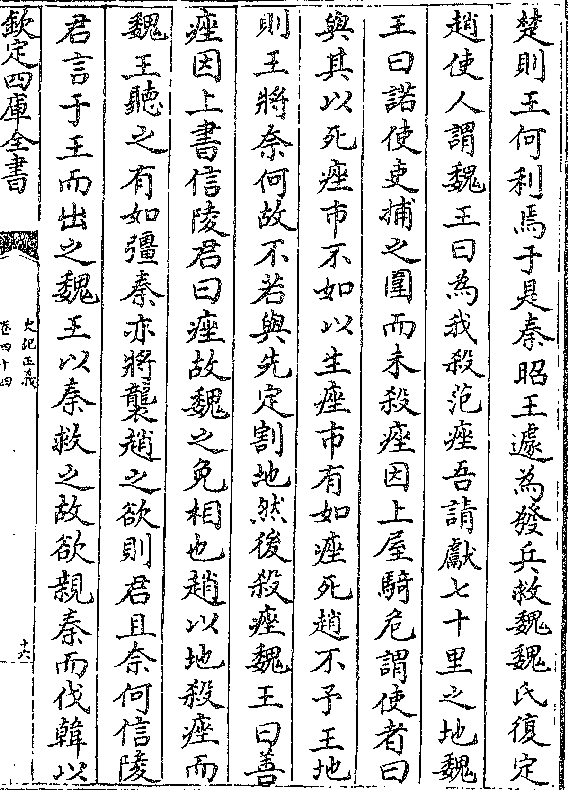 楚則王何利焉于是秦昭王遽為發兵救魏魏氏復定
趙使人謂魏王曰為我殺范痤吾請獻七十里之地魏
王曰諾使吏捕之圍而未殺痤因上屋騎危謂使者曰
與其以死痤市不如以生痤市有如痤死趙不予王地
則王將奈何故不若與先定割地然後殺痤魏王曰善
痤因上書信陵君曰痤故魏之免相也趙以地殺痤而
魏王聽之有如彊秦亦將襲趙之欲則君且奈何信陵
君言于王而出之魏王以秦救之故欲親秦而伐韓以
欽定四庫全書
史記正義
卷四十四
十六